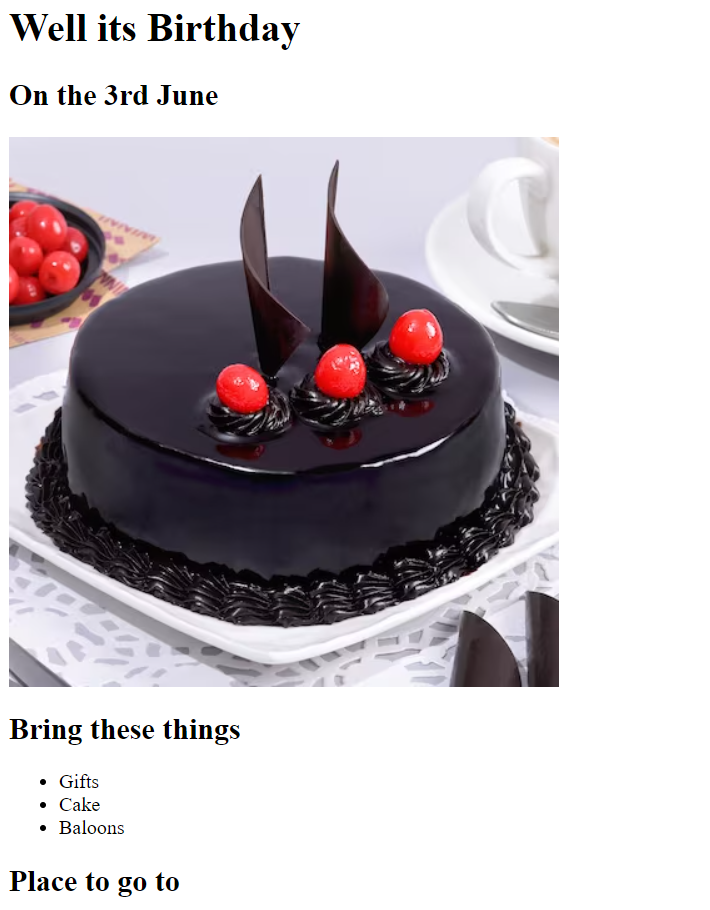 Well its Birthday
On the 3rd June
Bring these things
Gifts
Cake
Baloons
Place to go to